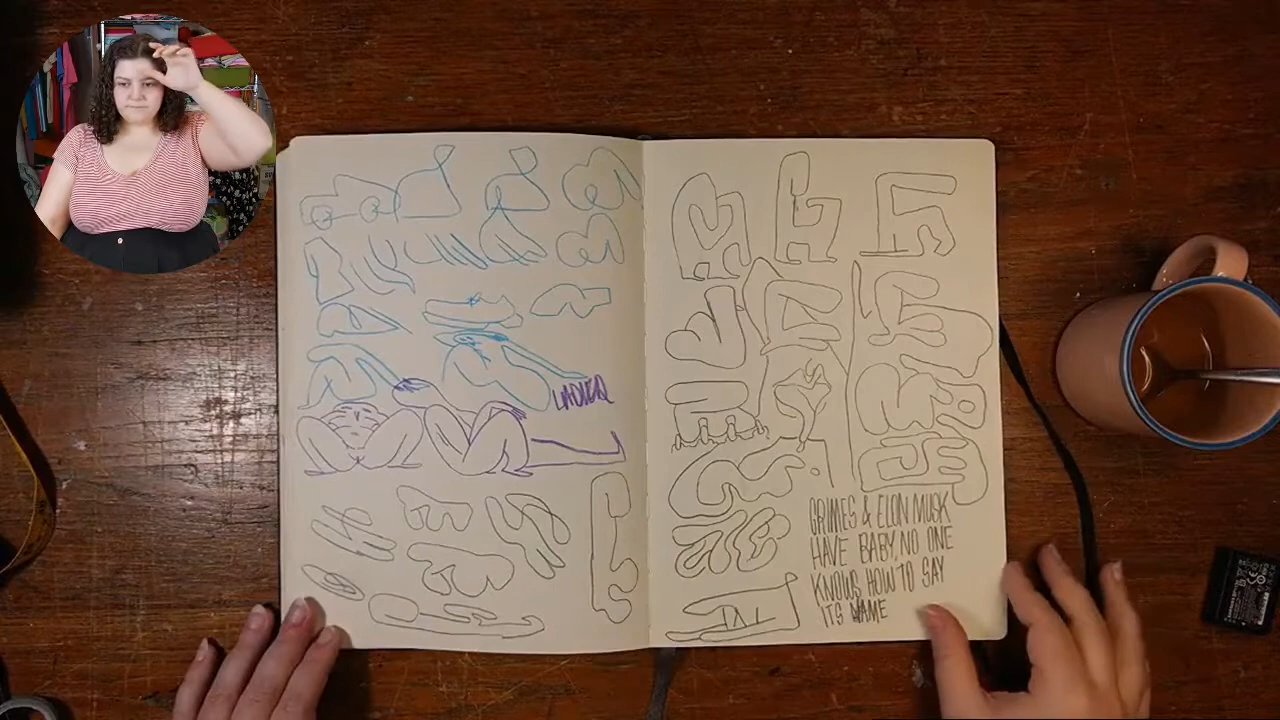 GRIMES & ELON MUSK
HAVE BABY, NO ONE
KNOWS HOW TO SAY
ITS NAME